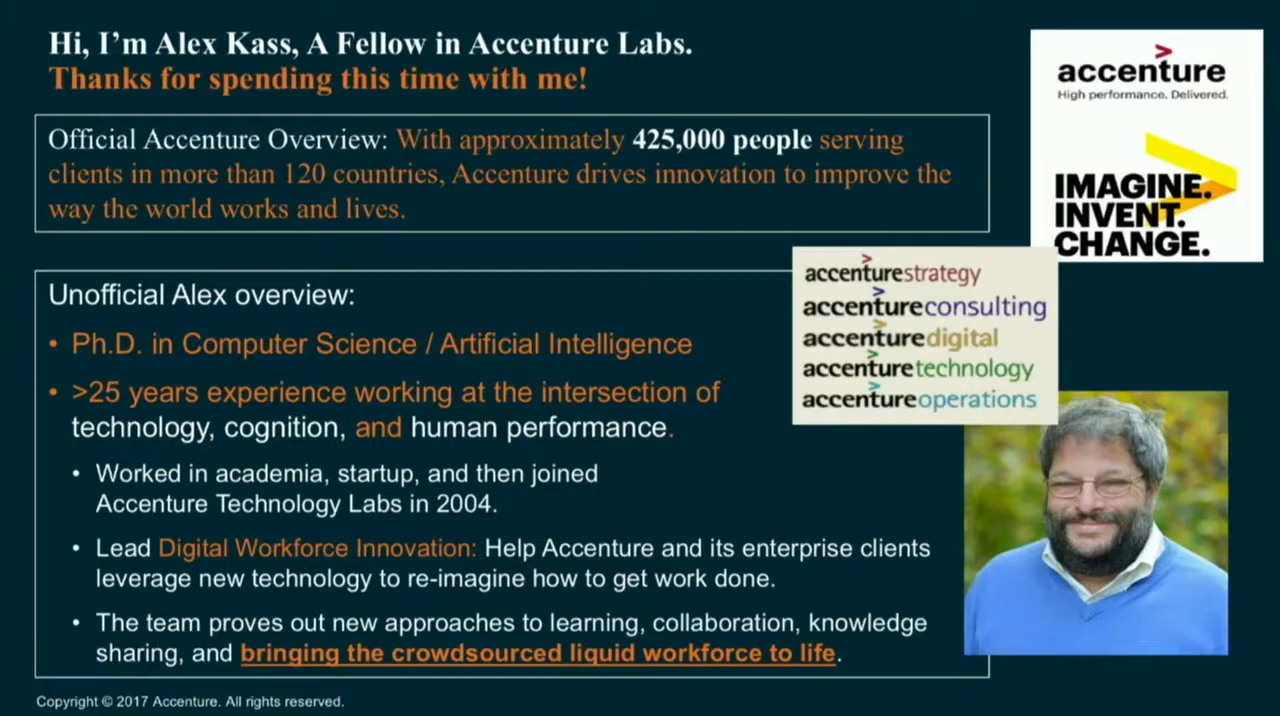 Hi, I'm Alex Kass, A Fellow in Accenture Labs.
Thanks for spending this time with me!
accenture
High performance. Delivered.
IMAGINE.
INVENT.
CHANGE.
Official Accenture Overview: With approximately 425,000 people serving
clients in more than 120 countries, Accenture drives innovation to improve the
way the world works and lives.
accenturestrategy
accentureconsulting
accenturedigital
accenturetechnology
accentureoperations
Unofficial Alex overview:
• Ph.D. in Computer Science / Artificial Intelligence
• >25 years experience working at the intersection of
technology, cognition, and human performance.
• Worked in academia, startup, and then joined
Accenture Technology Labs in 2004.
• Lead Digital Workforce Innovation: Help Accenture and its enterprise clients
leverage new technology to re-imagine how to get work done.
• The team proves out new approaches to learning, collaboration, knowledge
sharing, and bringing the crowdsourced liquid workforce to life.
Copyright © 2017 Accenture. All rights reserved.